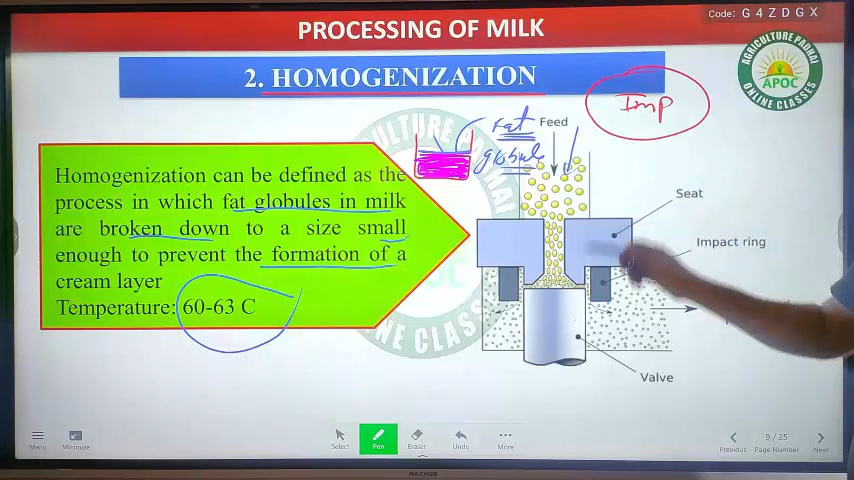 Code: G 4 Z D G X
PROCESSING OF MILK
2. HOMOGENIZATION
AGRICULTURE PADHAI
APOC
ONLINE CLASSES
Imp
Fat
globule
Feed
Homogenization can be defined as the
process in which fat globules in milk
are broken down to a size small
enough to prevent the formation of a
cream layer
Temperature: 60-63 C
Seat
Impact ring
Valve
Menu
Minimize
Select
Pen
Eraser
Undo
More
Previous
9 / 25
Page Number
Next